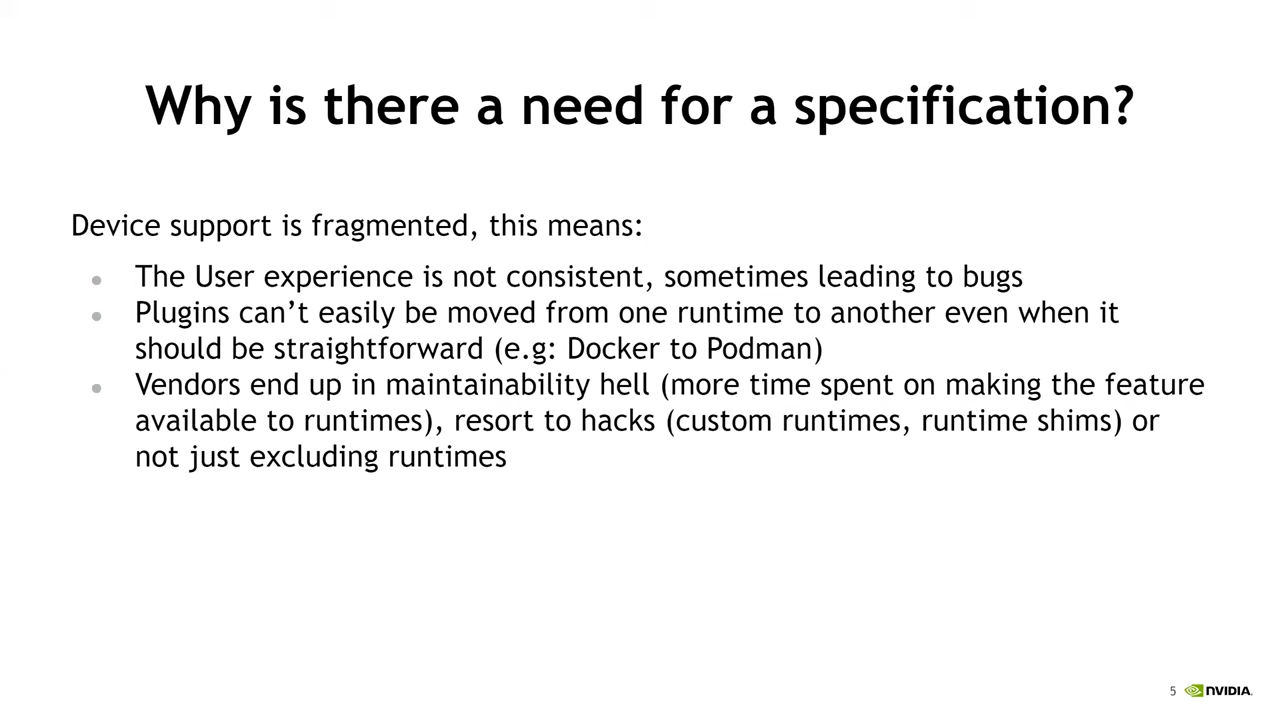 Why is there a need for a specification?
Device support is fragmented, this means:
● The User experience is not consistent, sometimes leading to bugs
● Plugins can’t easily be moved from one runtime to another even when it
should be straightforward (e.g: Docker to Podman)
● Vendors end up in maintainability hell (more time spent on making the feature
available to runtimes), resort to hacks (custom runtimes, runtime shims) or
not just excluding runtimes
5 NVIDIA.